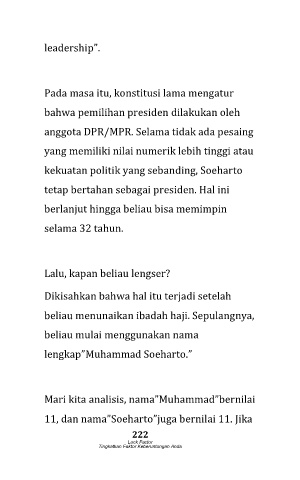 leadership”.
Pada masa itu, konstitusi lama mengatur
bahwa pemilihan presiden dilakukan oleh
anggota DPR/MPR. Selama tidak ada pesaing
yang memiliki nilai numerik lebih tinggi atau
kekuatan politik yang sebanding, Soeharto
tetap bertahan sebagai presiden. Hal ini
berlanjut hingga beliau bisa memimpin
selama 32 tahun.
Lalu, kapan beliau lengser?
Dikisahkan bahwa hal itu terjadi setelah
beliau menunaikan ibadah haji. Sepulangnya,
beliau mulai menggunakan nama
lengkap”Muhammad Soeharto.”
Mari kita analisis, nama”Muhammad”bernilai
11, dan nama”Soeharto”juga bernilai 11. Jika
222
Luck Factor
Tingkatkan Faktor Keberuntungan Anda